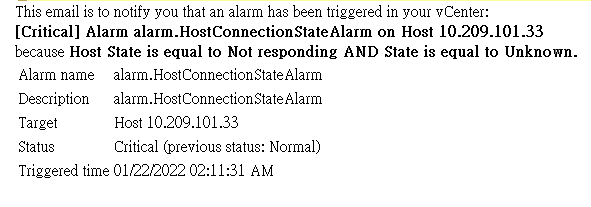 This email is to notify you that an alarm has been triggered in your vCenter:
[Critical] Alarm alarm.HostConnectionStateAlarm on Host 10.209.101.33
because Host State is equal to Not responding AND State is equal to Unknown.
Alarm name alarm.HostConnectionStateAlarm
Description alarm.HostConnectionStateAlarm
Target Host 10.209.101.33
Status Critical (previous status: Normal)
Triggered time 01/22/2022 02:11:31 AM